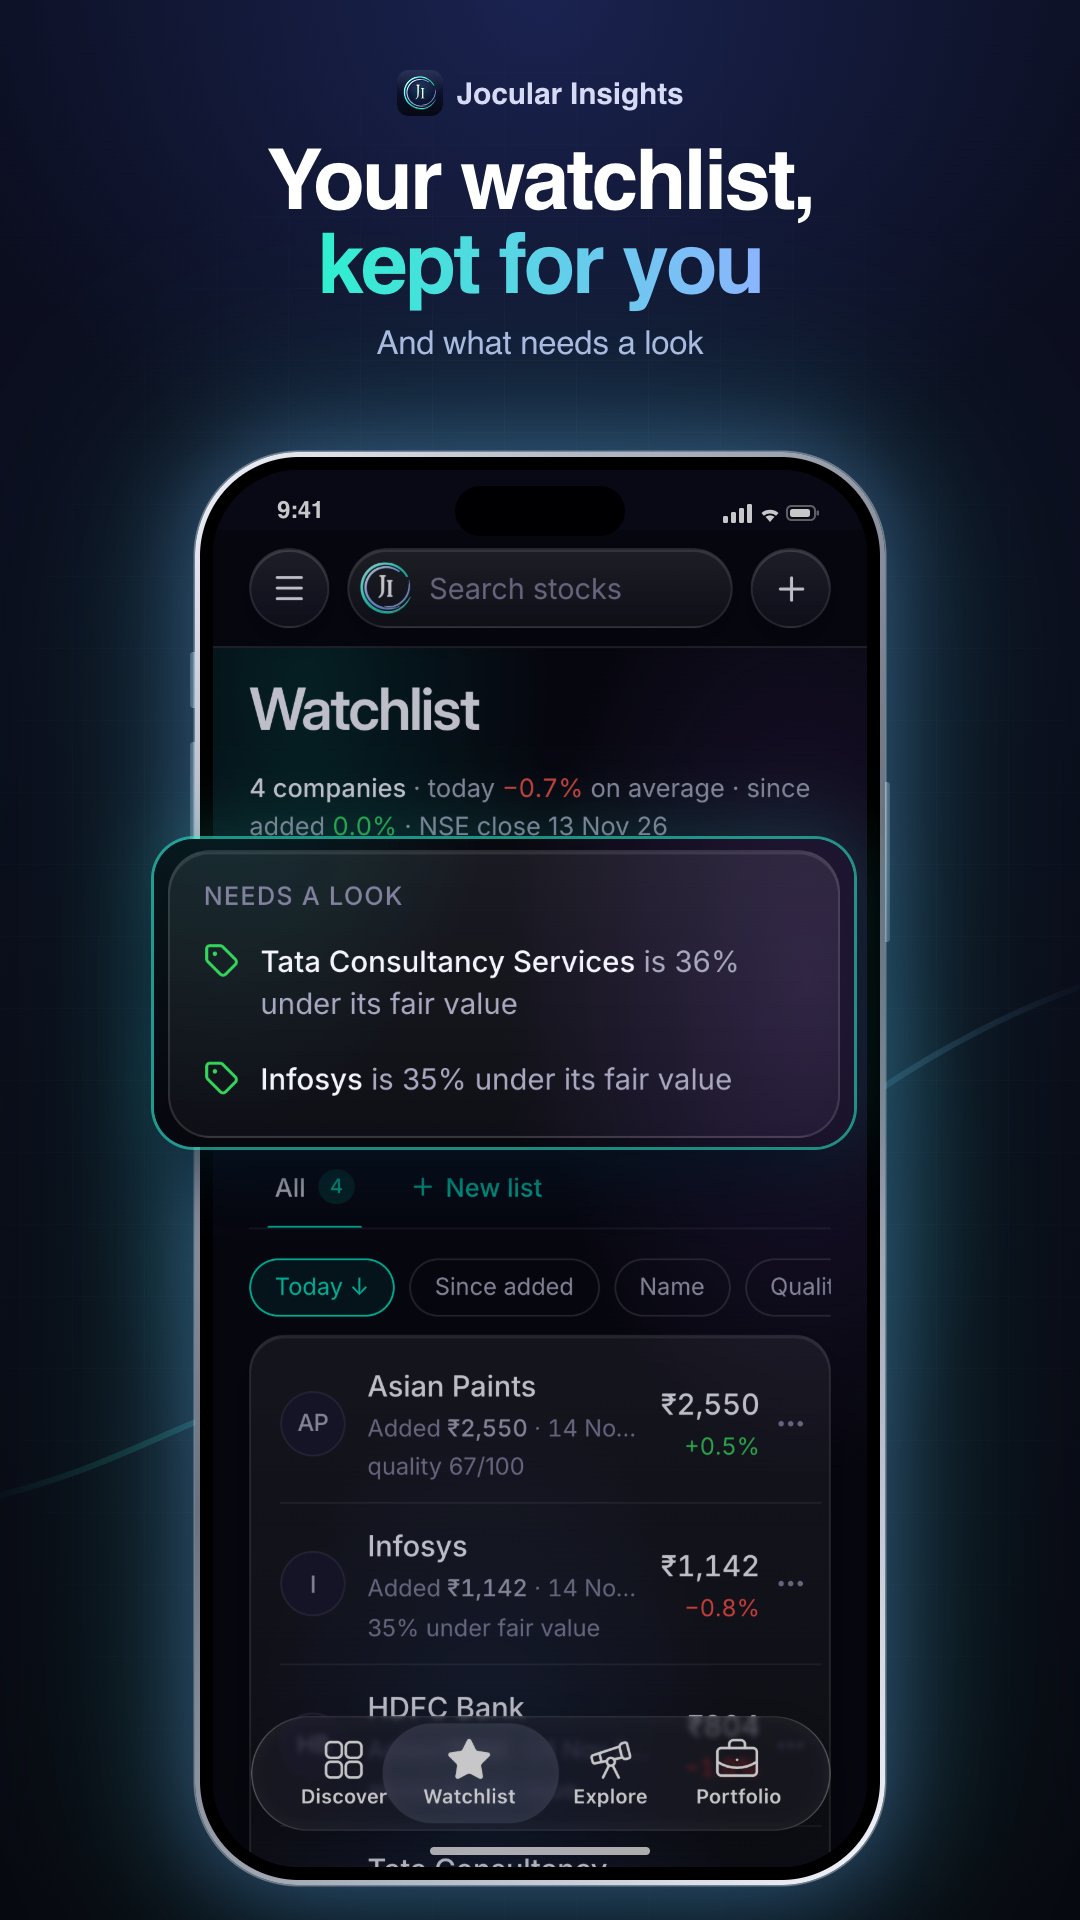 Jocular Insights
Your watchlist,
kept for you
And what needs a look
9:41
JI Search stocks
Watchlist
4 companies · today −0.7% on average · since
added 0.0% · NSE close 13 Nov 26
NEEDS A LOOK
Tata Consultancy Services is 36%
under its fair value
Infosys is 35% under its fair value
All 4 + New list
Today ↓ Since added Name Qualit
AP
Asian Paints
Added ₹2,550 · 14 No...
quality 67/100
₹2,550
+0.5%
I
Infosys
Added ₹1,142 · 14 No...
35% under fair value
₹1,142
−0.8%
HDFC Bank
₹804
Discover Watchlist Explore Portfolio
Tata Consultancy